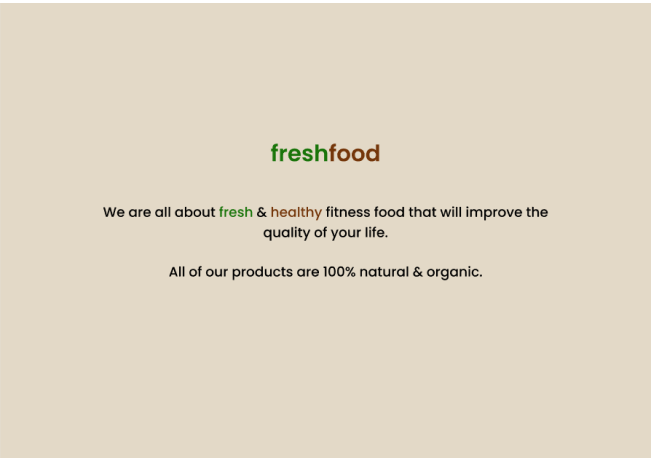 freshfood
We are all about fresh & healthy fitness food that will improve the
quality of your life.
All of our products are 100% natural & organic.